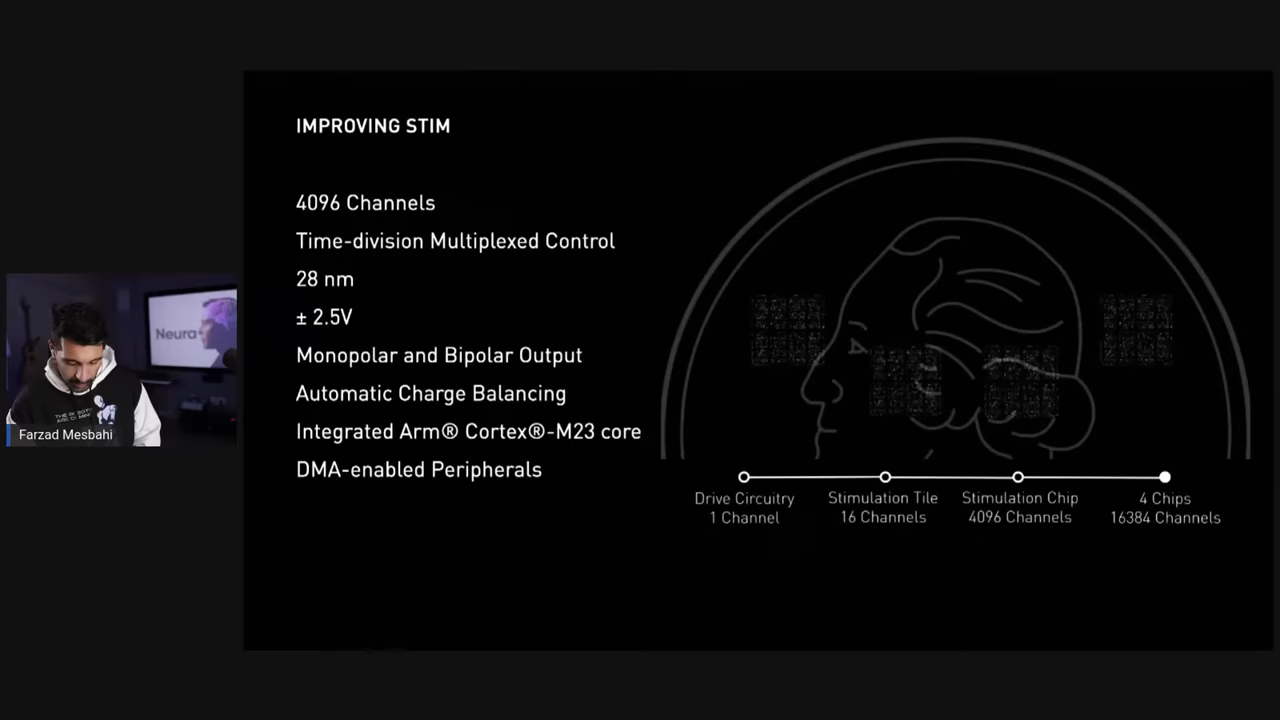 IMPROVING STIM
4096 Channels
Time-division Multiplexed Control
28 nm
± 2.5V
Monopolar and Bipolar Output
Automatic Charge Balancing
Integrated Arm® Cortex®-M23 core
DMA-enabled Peripherals
Drive Circuitry
1 Channel
Stimulation Tile
16 Channels
Stimulation Chip
4096 Channels
4 Chips
16384 Channels
Neura
Farzad Mesbahi